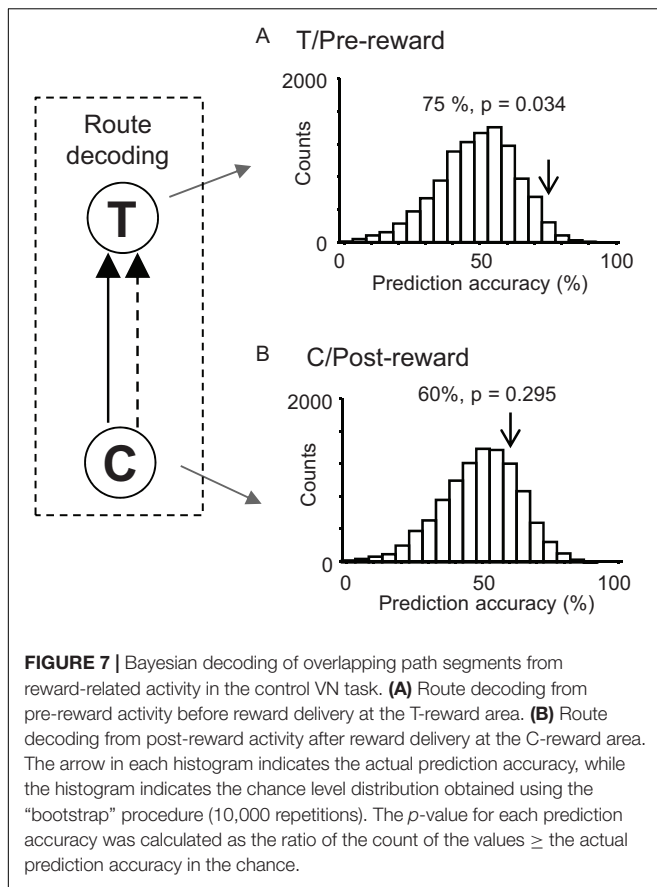 A T/Pre-reward
Route
decoding
T
C
2000
Counts
0
75 %, p = 0.034
0 50 100
Prediction accuracy (%)
B C/Post-reward
2000
Counts
0
60%, p = 0.295
0 50 100
Prediction accuracy (%)
FIGURE 7 | Bayesian decoding of overlapping path segments from
reward-related activity in the control VN task. (A) Route decoding from
pre-reward activity before reward delivery at the T-reward area. (B) Route
decoding from post-reward activity after reward delivery at the C-reward area.
The arrow in each histogram indicates the actual prediction accuracy, while
the histogram indicates the chance level distribution obtained using the
“bootstrap” procedure (10,000 repetitions). The p-value for each prediction
accuracy was calculated as the ratio of the count of the values ≥ the actual
prediction accuracy in the chance.